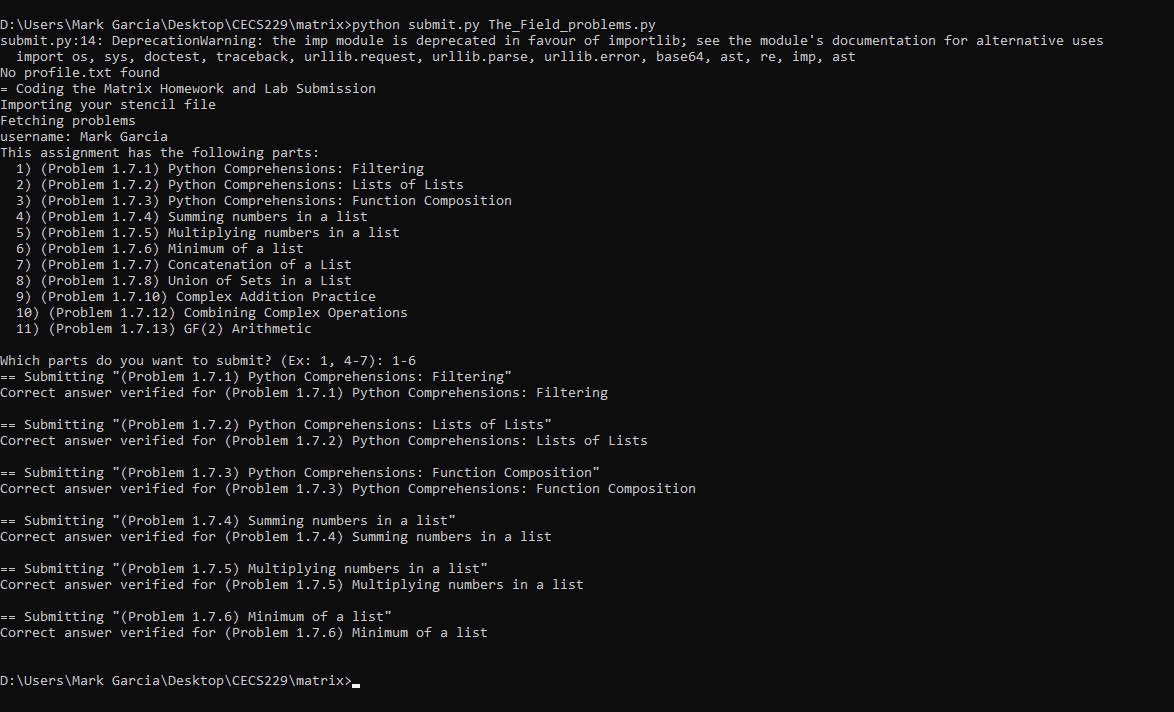 D:\Users\Mark Garcia\Desktop\CECS229\matrix>python submit.py The_Field_problems.py
submit.py:14: DeprecationWarning: the imp module is deprecated in favour of importlib; see the module's documentation for alternative uses
  import os, sys, doctest, traceback, urllib.request, urllib.parse, urllib.error, base64, ast, re, imp, ast
No profile.txt found
= Coding the Matrix Homework and Lab Submission
Importing your stencil file
Fetching problems
username: Mark Garcia
This assignment has the following parts:
  1) (Problem 1.7.1) Python Comprehensions: Filtering
  2) (Problem 1.7.2) Python Comprehensions: Lists of Lists
  3) (Problem 1.7.3) Python Comprehensions: Function Composition
  4) (Problem 1.7.4) Summing numbers in a list
  5) (Problem 1.7.5) Multiplying numbers in a list
  6) (Problem 1.7.6) Minimum of a list
  7) (Problem 1.7.7) Concatenation of a List
  8) (Problem 1.7.8) Union of Sets in a List
  9) (Problem 1.7.10) Complex Addition Practice
  10) (Problem 1.7.12) Combining Complex Operations
  11) (Problem 1.7.13) GF(2) Arithmetic

Which parts do you want to submit? (Ex: 1, 4-7): 1-6
== Submitting "(Problem 1.7.1) Python Comprehensions: Filtering"
Correct answer verified for (Problem 1.7.1) Python Comprehensions: Filtering

== Submitting "(Problem 1.7.2) Python Comprehensions: Lists of Lists"
Correct answer verified for (Problem 1.7.2) Python Comprehensions: Lists of Lists

== Submitting "(Problem 1.7.3) Python Comprehensions: Function Composition"
Correct answer verified for (Problem 1.7.3) Python Comprehensions: Function Composition

== Submitting "(Problem 1.7.4) Summing numbers in a list"
Correct answer verified for (Problem 1.7.4) Summing numbers in a list

== Submitting "(Problem 1.7.5) Multiplying numbers in a list"
Correct answer verified for (Problem 1.7.5) Multiplying numbers in a list

== Submitting "(Problem 1.7.6) Minimum of a list"
Correct answer verified for (Problem 1.7.6) Minimum of a list

D:\Users\Mark Garcia\Desktop\CECS229\matrix>